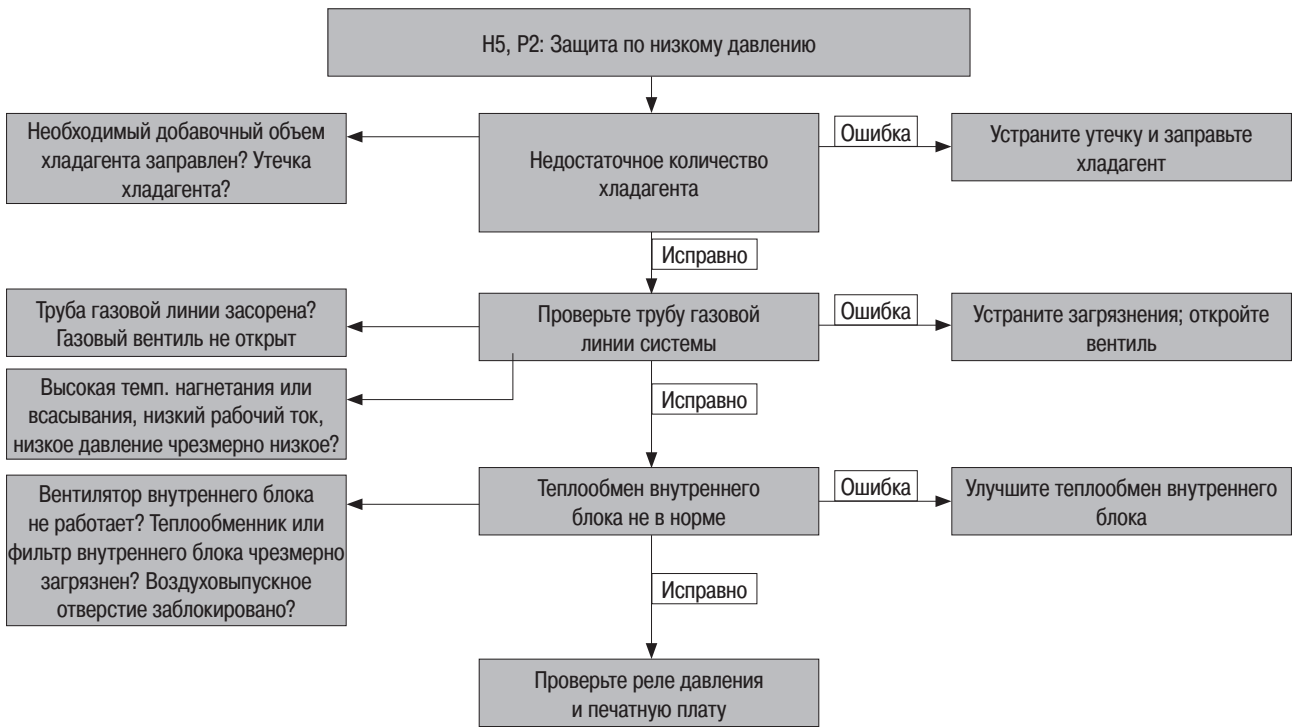 H5, P2: Защита по низкому давлению
Необходимый добавочный объем
хладагента заправлен? Утечка
хладагента?
Недостаточное количество
хладагента
Ошибка
Устраните утечку и заправьте
хладагент
Исправно
Труба газовой линии засорена?
Газовый вентиль не открыт
Проверьте трубу газовой
линии системы
Ошибка
Устраните загрязнения; откройте
вентиль
Высокая темп. нагнетания или
всасывания, низкий рабочий ток,
низкое давление чрезмерно низкое?
Исправно
Вентилятор внутреннего блока
не работает? Теплообменник или
фильтр внутреннего блока чрезмерно
загрязнен? Воздуховыпускное
отверстие заблокировано?
Теплообмен внутреннего
блока не в норме
Ошибка
Улучшите теплообмен внутреннего
блока
Исправно
Проверьте реле давления
и печатную плату